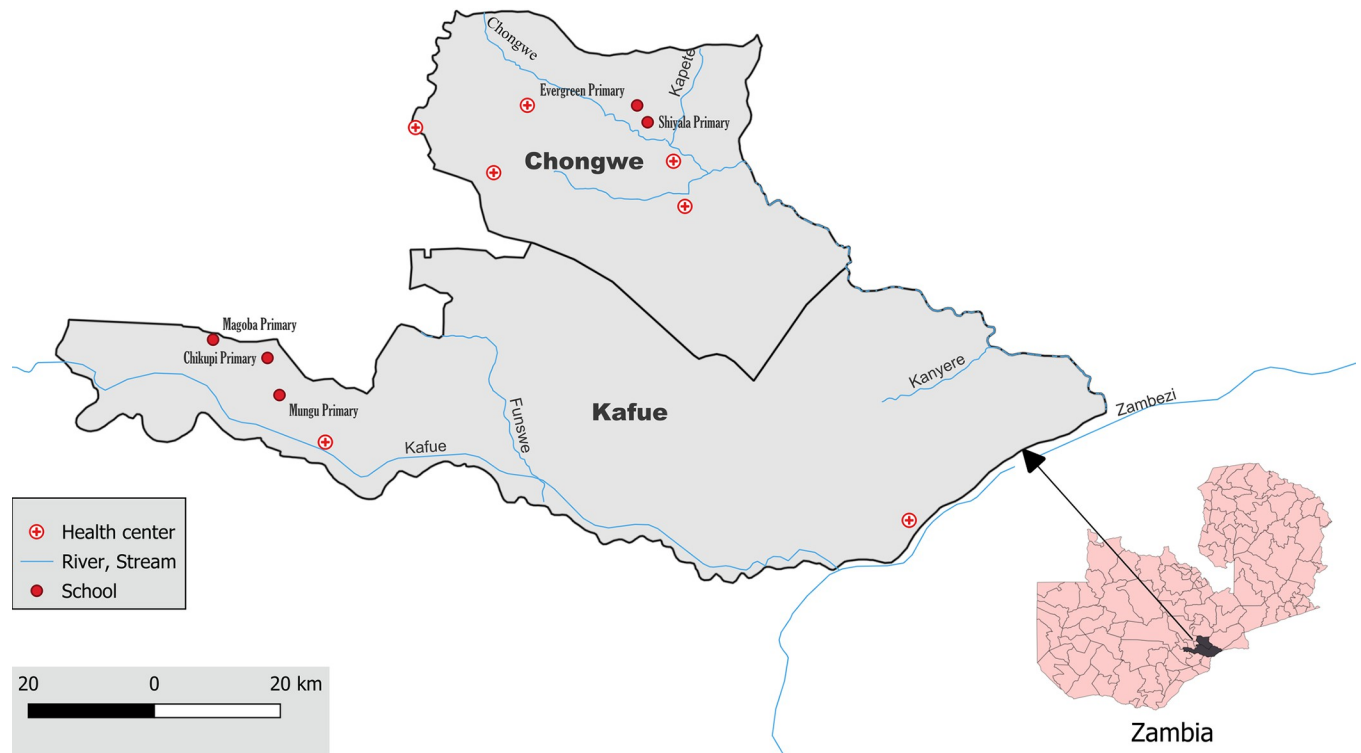 Chongwe
Kapete
Evergreen Primary
Shiyala Primary
Chongwe
Magoba Primary
Chikupi Primary
Mungu Primary
Kafue
Funswe
Kafue
Kanyere
Zambezi
Health center
River, Stream
School
20 0 20 km
Zambia